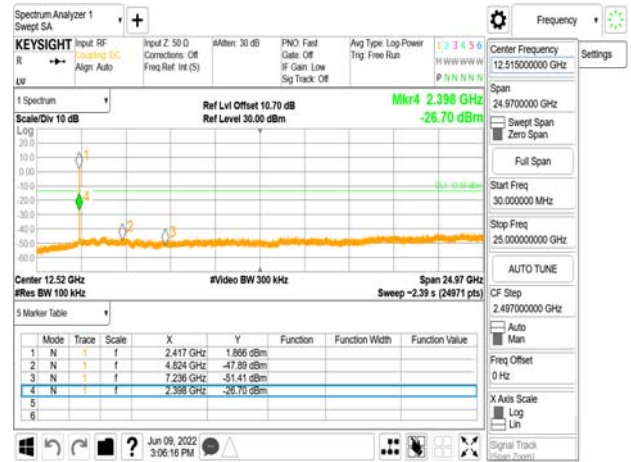 Spectrum Analyzer 1
Swept SA
+
Frequency
KEYSIGHT
R
LU
Input: RF
Coupling: DC
Align: Auto
Input Z: 50 Ω
Corrections: Off
Freq Ref: Int (S)
#Atten: 30 dB
PNO: Fast
Gate: Off
IF Gain: Low
Sig Track: Off
Avg Type: Log-Power
Trig: Free Run
1 2 3 4 5 6
M W W W W W
P N N N N N
Center Frequency
12.515000000 GHz
Settings
Span
24.9700000 GHz
Swept Span
Zero Span
Full Span
Start Freq
30.000000 MHz
Stop Freq
25.000000000 GHz
AUTO TUNE
CF Step
2.497000000 GHz
Auto
Man
Freq Offset
0 Hz
X Axis Scale
Log
Lin
Signal Track
(Span Zoom)
1 Spectrum
Scale/Div 10 dB
Log
Ref Lvl Offset 10.70 dB
Ref Level 30.00 dBm
Mkr4 2.398 GHz
-26.70 dBm
20.0
10.0
0.00
-10.0
-20.0
-30.0
-40.0
-50.0
-60.0
1
4
2
3
Center 12.52 GHz
#Res BW 100 kHz
#Video BW 300 kHz
Span 24.97 GHz
Sweep ~2.39 s (24971 pts)
5 Marker Table
Mode Trace Scale X Y Function Function Width Function Value
1 N 1 f 2.417 GHz 1.866 dBm
2 N 1 f 4.824 GHz -47.89 dBm
3 N 1 f 7.236 GHz -51.41 dBm
4 N 1 f 2.398 GHz -26.70 dBm
5
6
?
Jun 09, 2022
3:06:16 PM